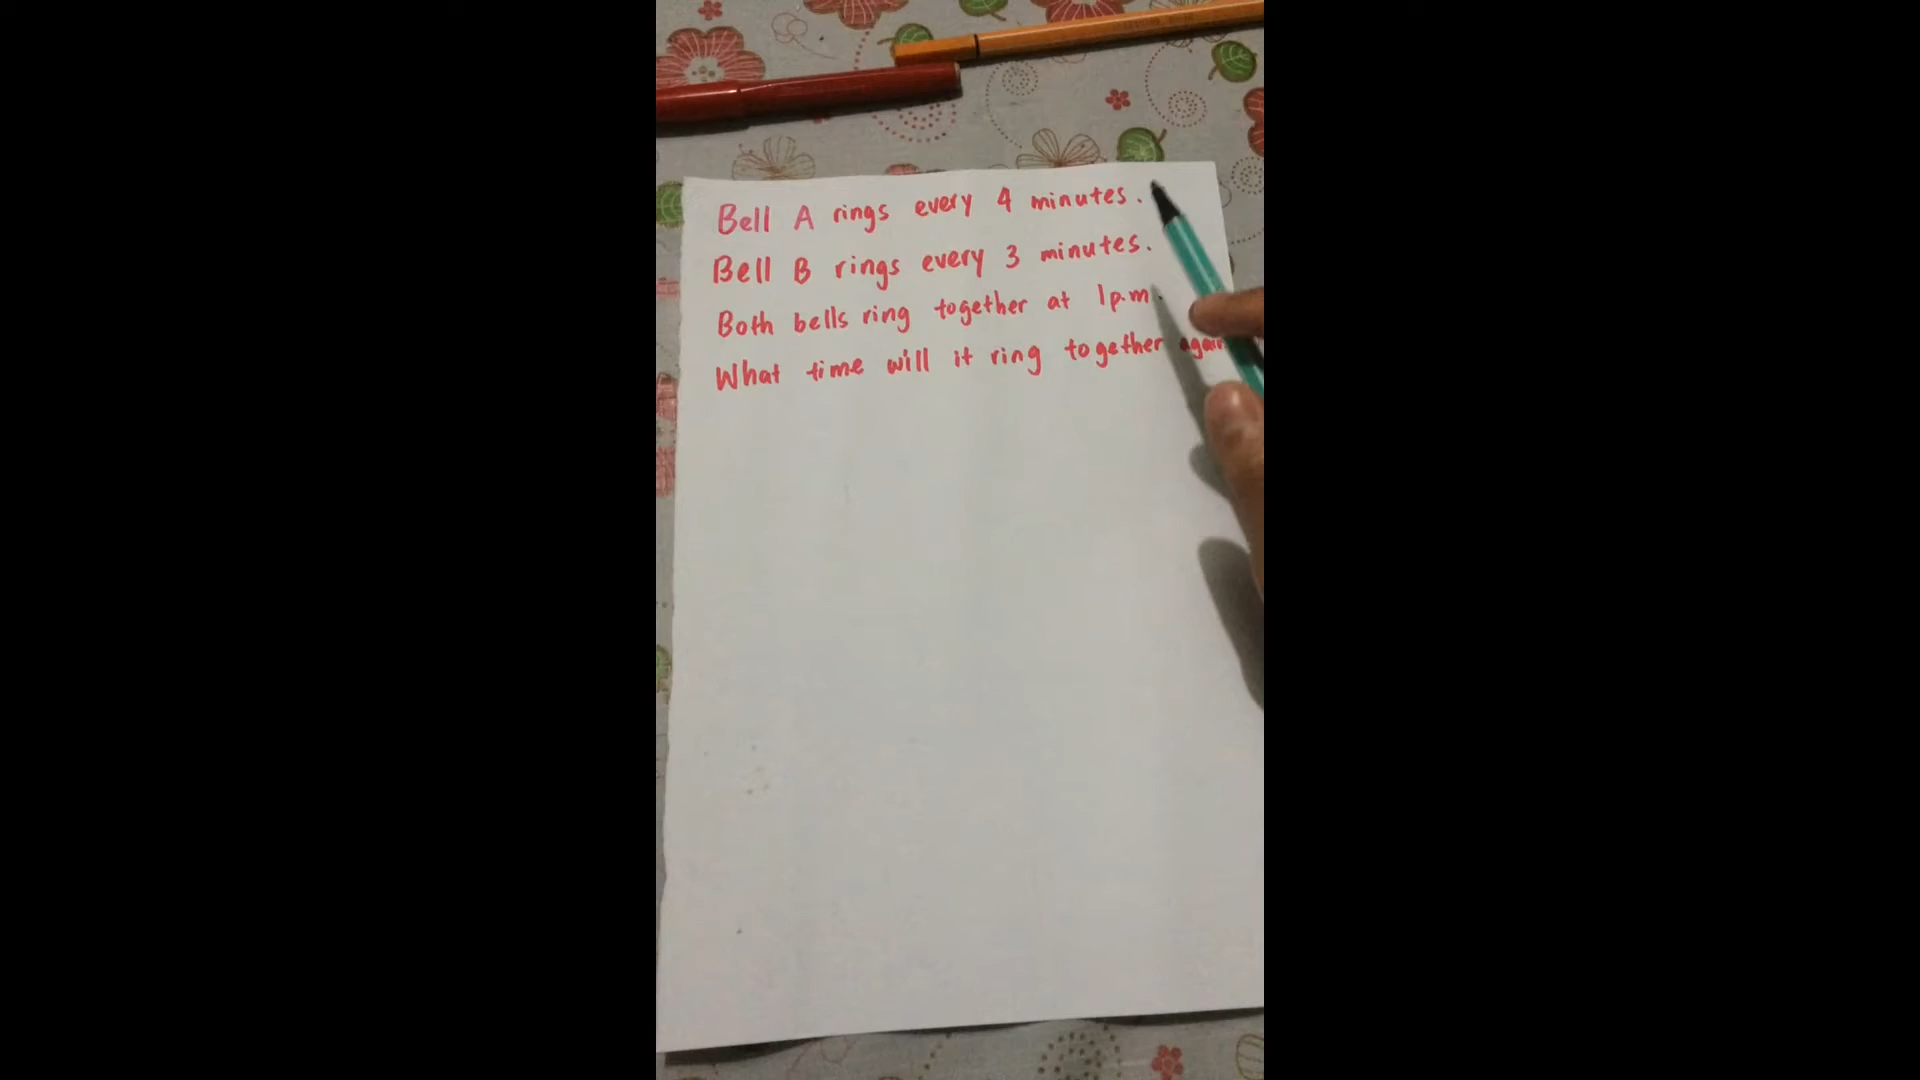 Bell A rings every 4 minutes.
Bell B rings every 3 minutes.
Both bells ring together at 1p.m.
What time will it ring together again